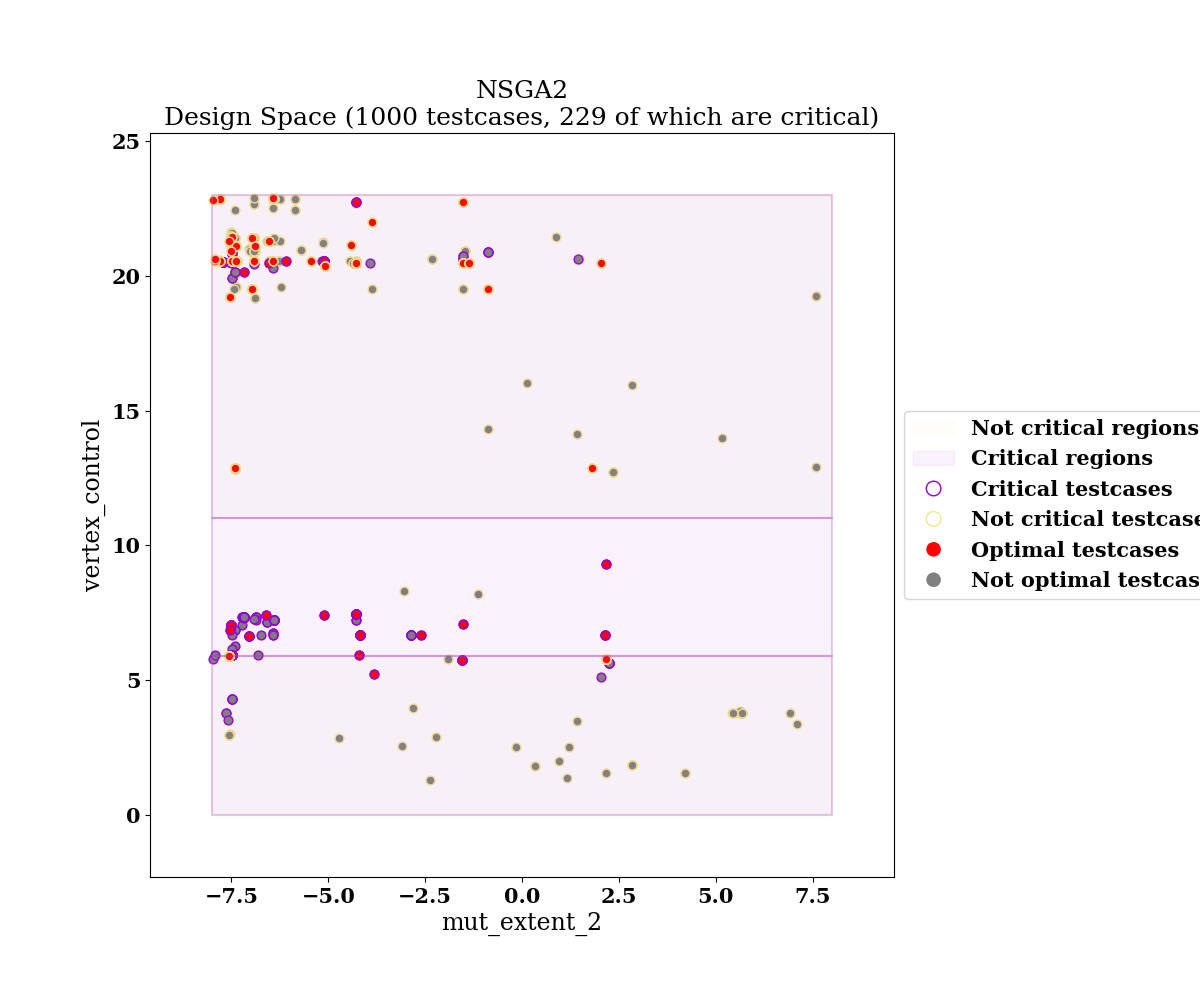 NSGA2
Design Space (1000 testcases, 229 of which are critical)
25
20
15
10
5
0
−7.5 −5.0 −2.5 0.0 2.5 5.0 7.5
mut_extent_2
vertex_control
Not critical regions
Critical regions
Critical testcases
Not critical testcase
Optimal testcases
Not optimal testcas